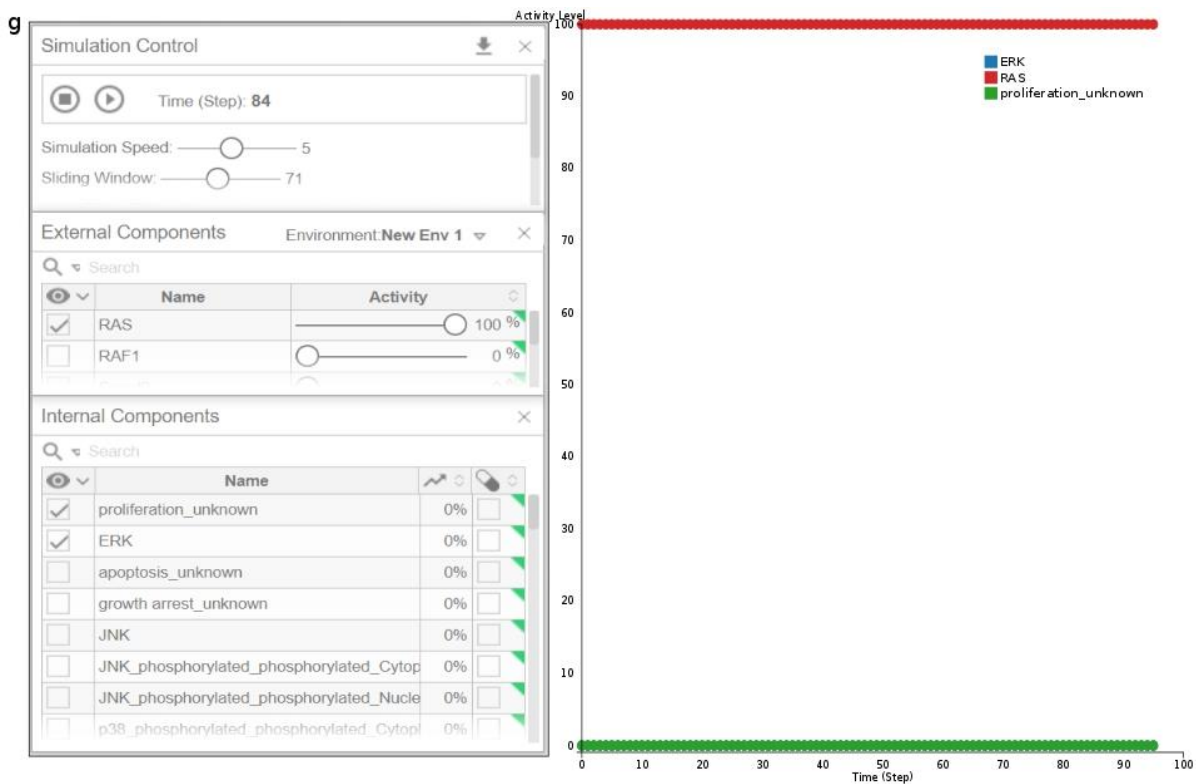 g
Simulation Control
Time (Step): 84
Simulation Speed: 5
Sliding Window: 71
External Components Environment:New Env 1
Search
Name Activity
RAS 100 %
RAF1 0 %
Internal Components
Search
Name
proliferation_unknown 0%
ERK 0%
apoptosis_unknown 0%
growth arrest_unknown 0%
JNK 0%
JNK_phosphorylated_phosphorylated_Cytop 0%
JNK_phosphorylated_phosphorylated_Nucle 0%
p38_phosphorylated_phosphorylated_Cytopl 0%
Activity Level
100
90
80
70
60
50
40
30
20
10
0
ERK
RAS
proliferation_unknown
0 10 20 30 40 50 60 70 80 90 100
Time (Step)